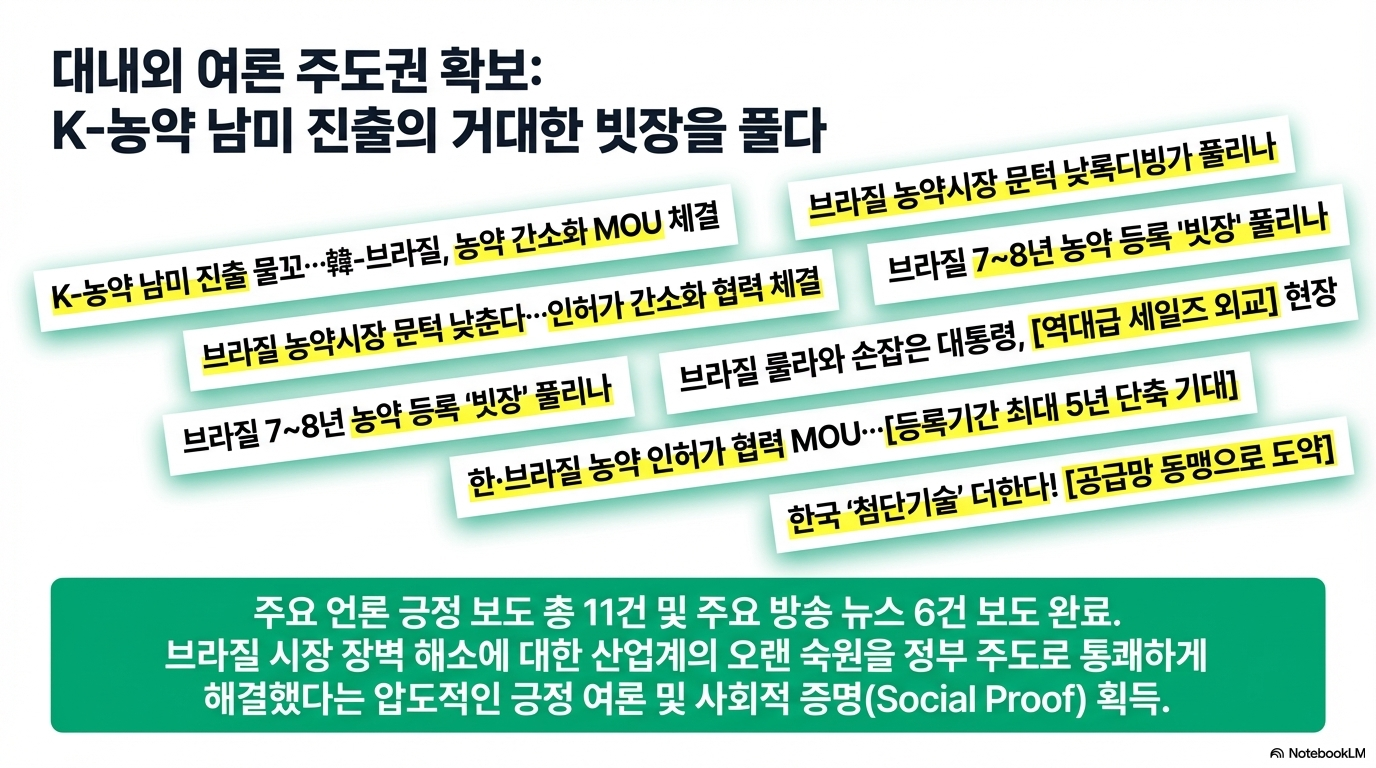 대내외 여론 주도권 확보:
K-농약 남미 진출의 거대한 빗장을 풀다
브라질 농약시장 문턱 낮록디빙가 풀리나
K-농약 남미 진출 물꼬…韓-브라질, 농약 간소화 MOU 체결
브라질 7~8년 농약 등록 '빗장' 풀리나
브라질 농약시장 문턱 낮춘다…인허가 간소화 협력 체결
브라질 룰라와 손잡은 대통령, [역대급 세일즈 외교] 현장
브라질 7~8년 농약 등록 ‘빗장’ 풀리나
한·브라질 농약 인허가 협력 MOU…[등록기간 최대 5년 단축 기대]
한국 ‘첨단기술’ 더한다! [공급망 동맹으로 도약]
주요 언론 긍정 보도 총 11건 및 주요 방송 뉴스 6건 보도 완료.
브라질 시장 장벽 해소에 대한 산업계의 오랜 숙원을 정부 주도로 통쾌하게
해결했다는 압도적인 긍정 여론 및 사회적 증명(Social Proof) 획득.
NotebookLM